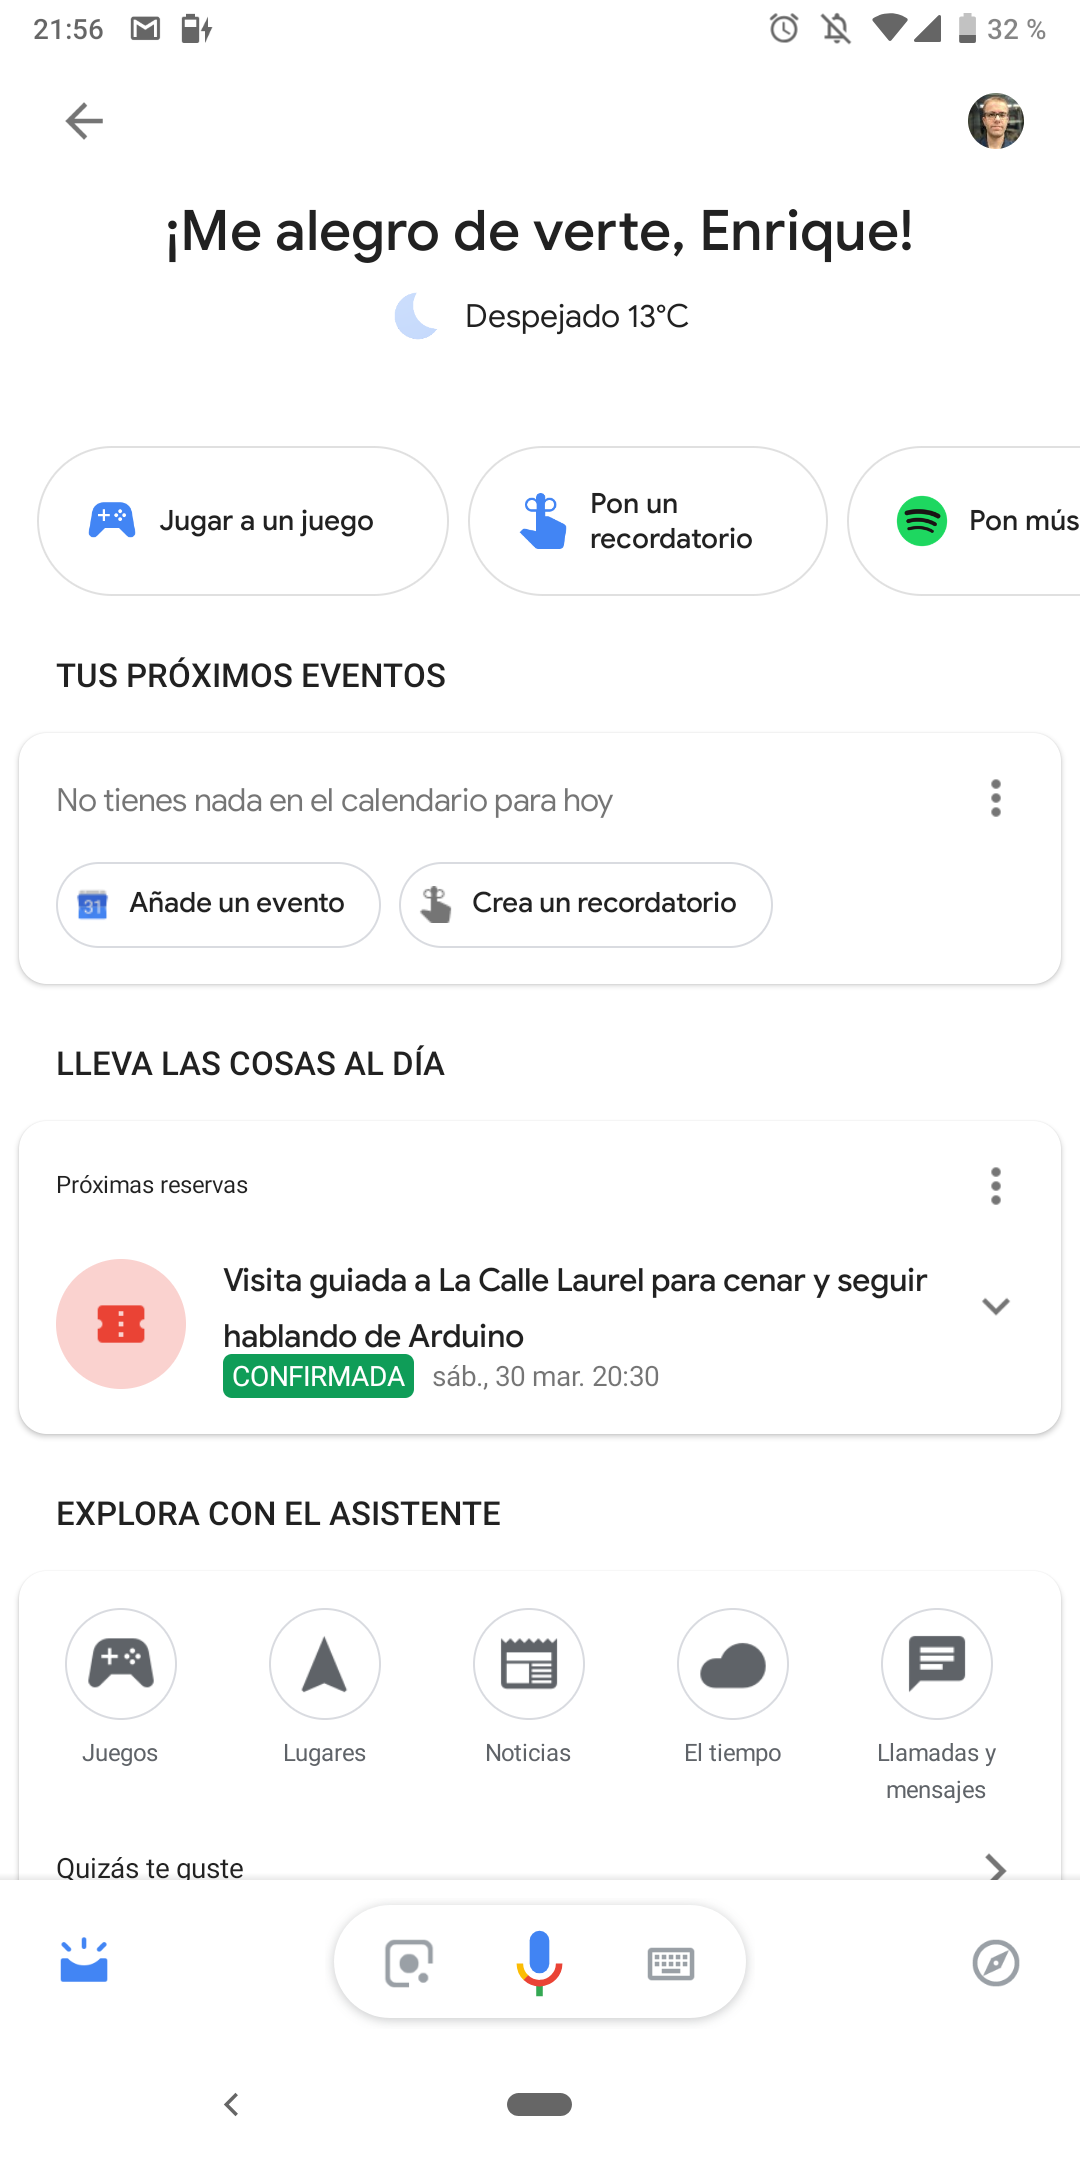 21:56
32 %
¡Me alegro de verte, Enrique!
Despejado 13°C
Jugar a un juego
Pon un
recordatorio
Pon mús
TUS PRÓXIMOS EVENTOS
No tienes nada en el calendario para hoy
31
Añade un evento
Crea un recordatorio
LLEVA LAS COSAS AL DÍA
Próximas reservas
Visita guiada a La Calle Laurel para cenar y seguir
hablando de Arduino
CONFIRMADA sáb., 30 mar. 20:30
EXPLORA CON EL ASISTENTE
Juegos
Lugares
Noticias
El tiempo
Llamadas y
mensajes
Quizás te guste